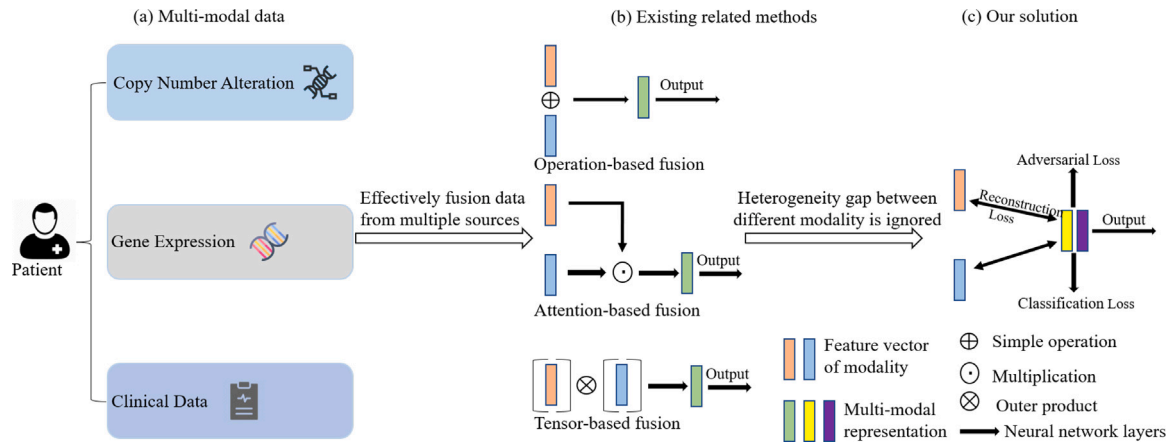 (a) Multi-modal data
Copy Number Alteration
Gene Expression
Patient
Clinical Data
Effectively fusion data
from multiple sources
(b) Existing related methods
Output
Operation-based fusion
Output
Attention-based fusion
Output
Tensor-based fusion
Heterogeneity gap between
different modality is ignored
(c) Our solution
Adversarial Loss
Reconstruction
Loss
Output
Classification Loss
Feature vector
of modality
Multi-modal
representation
Simple operation
Multiplication
Outer product
Neural network layers